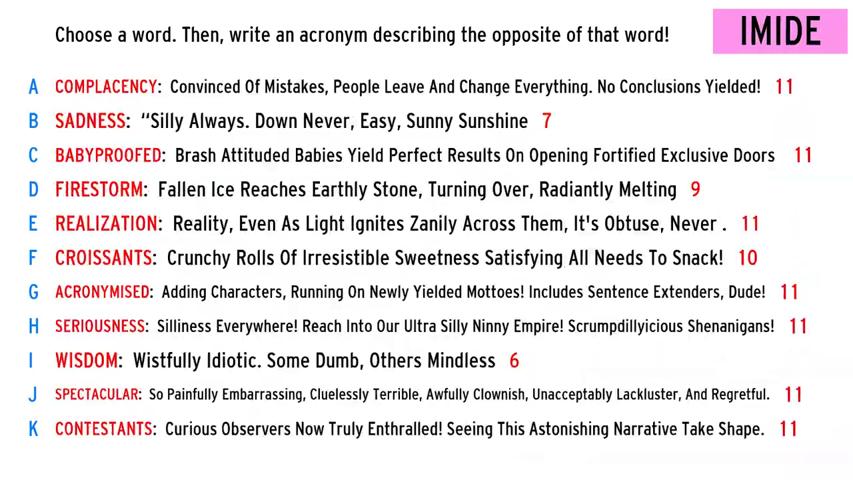 Choose a word. Then, write an acronym describing the opposite of that word!
IMIDE
A COMPLACENCY: Convinced Of Mistakes, People Leave And Change Everything. No Conclusions Yielded! 11
B SADNESS: “Silly Always. Down Never, Easy, Sunny Sunshine 7
C BABYPROOFED: Brash Attituded Babies Yield Perfect Results On Opening Fortified Exclusive Doors 11
D FIRESTORM: Fallen Ice Reaches Earthly Stone, Turning Over, Radiantly Melting 9
E REALIZATION: Reality, Even As Light Ignites Zanily Across Them, It's Obtuse, Never . 11
F CROISSANTS: Crunchy Rolls Of Irresistible Sweetness Satisfying All Needs To Snack! 10
G ACRONYMISED: Adding Characters, Running On Newly Yielded Mottoes! Includes Sentence Extenders, Dude! 11
H SERIOUSNESS: Silliness Everywhere! Reach Into Our Ultra Silly Ninny Empire! Scrumpdillyicious Shenanigans! 11
I WISDOM: Wistfully Idiotic. Some Dumb, Others Mindless 6
J SPECTACULAR: So Painfully Embarrassing, Cluelessly Terrible, Awfully Clownish, Unacceptably Lackluster, And Regretful. 11
K CONTESTANTS: Curious Observers Now Truly Enthralled! Seeing This Astonishing Narrative Take Shape. 11